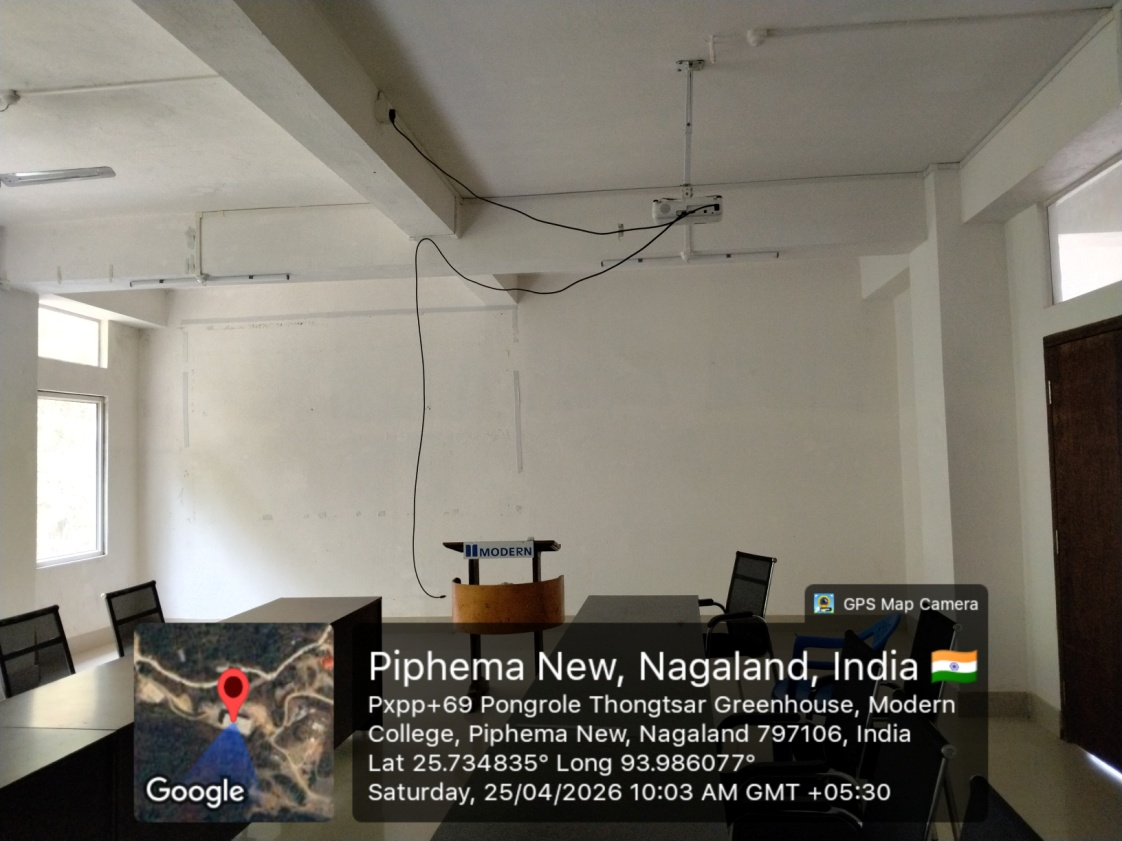 MODERN
GPS Map Camera
Piphema New, Nagaland, India 🇮🇳
Pxpp+69 Pongrole Thongtsar Greenhouse, Modern
College, Piphema New, Nagaland 797106, India
Lat 25.734835° Long 93.986077°
Saturday, 25/04/2026 10:03 AM GMT +05:30
Google